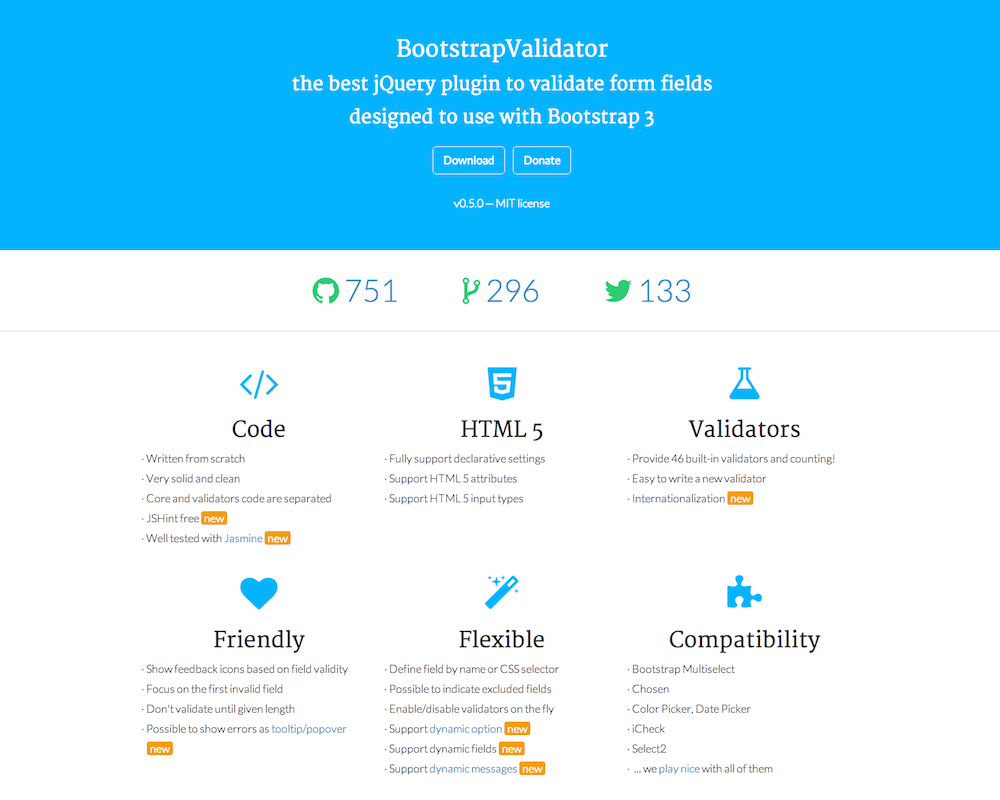 BootstrapValidator
the best jQuery plugin to validate form fields
designed to use with Bootstrap 3
Download Donate
v0.5.0 — MIT license
751 296 133
Code
· Written from scratch
· Very solid and clean
· Core and validators code are separated
· JSHint free new
· Well tested with Jasmine new
HTML 5
· Fully support declarative settings
· Support HTML 5 attributes
· Support HTML 5 input types
Validators
· Provide 46 built-in validators and counting!
· Easy to write a new validator
· Internationalization new
Friendly
· Show feedback icons based on field validity
· Focus on the first invalid field
· Don't validate until given length
· Possible to show errors as tooltip/popover
new
Flexible
· Define field by name or CSS selector
· Possible to indicate excluded fields
· Enable/disable validators on the fly
· Support dynamic option new
· Support dynamic fields new
· Support dynamic messages new
Compatibility
· Bootstrap Multiselect
· Chosen
· Color Picker, Date Picker
· iCheck
· Select2
· ... we play nice with all of them